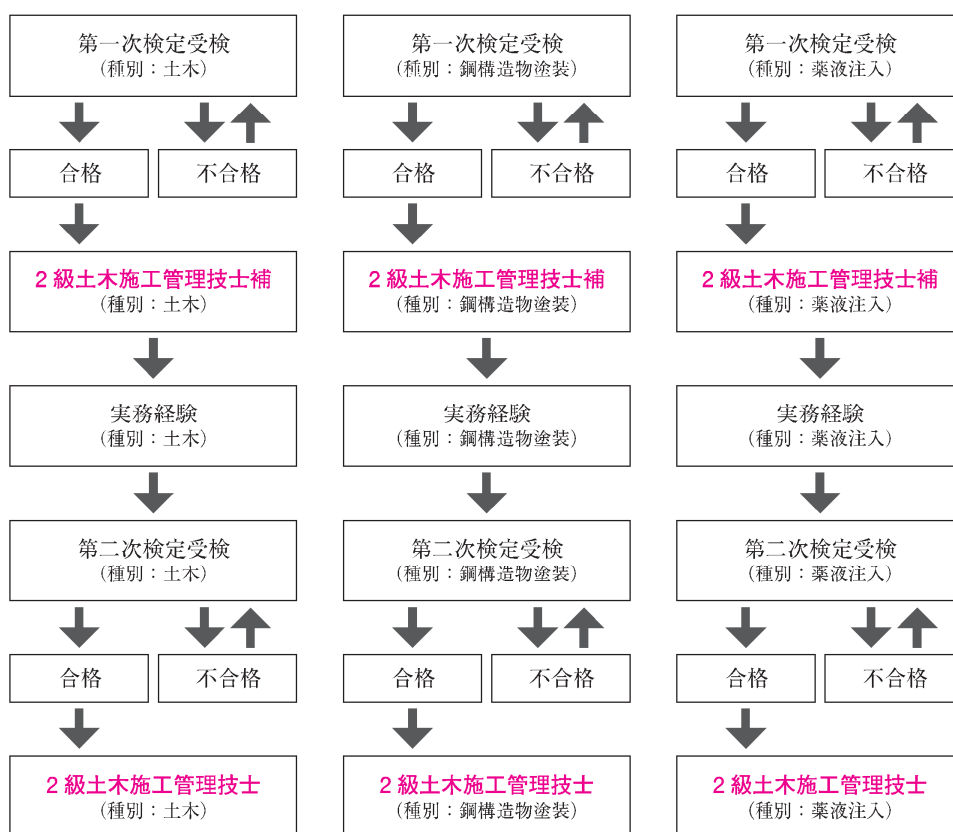 第一次検定受検
（種別：土木）
第一次検定受検
（種別：鋼構造物塗装）
第一次検定受検
（種別：薬液注入）
合格
不合格
合格
不合格
合格
不合格
2級土木施工管理技士補
（種別：土木）
2級土木施工管理技士補
（種別：鋼構造物塗装）
2級土木施工管理技士補
（種別：薬液注入）
実務経験
（種別：土木）
実務経験
（種別：鋼構造物塗装）
実務経験
（種別：薬液注入）
第二次検定受検
（種別：土木）
第二次検定受検
（種別：鋼構造物塗装）
第二次検定受検
（種別：薬液注入）
合格
不合格
合格
不合格
合格
不合格
2級土木施工管理技士
（種別：土木）
2級土木施工管理技士
（種別：鋼構造物塗装）
2級土木施工管理技士
（種別：薬液注入）